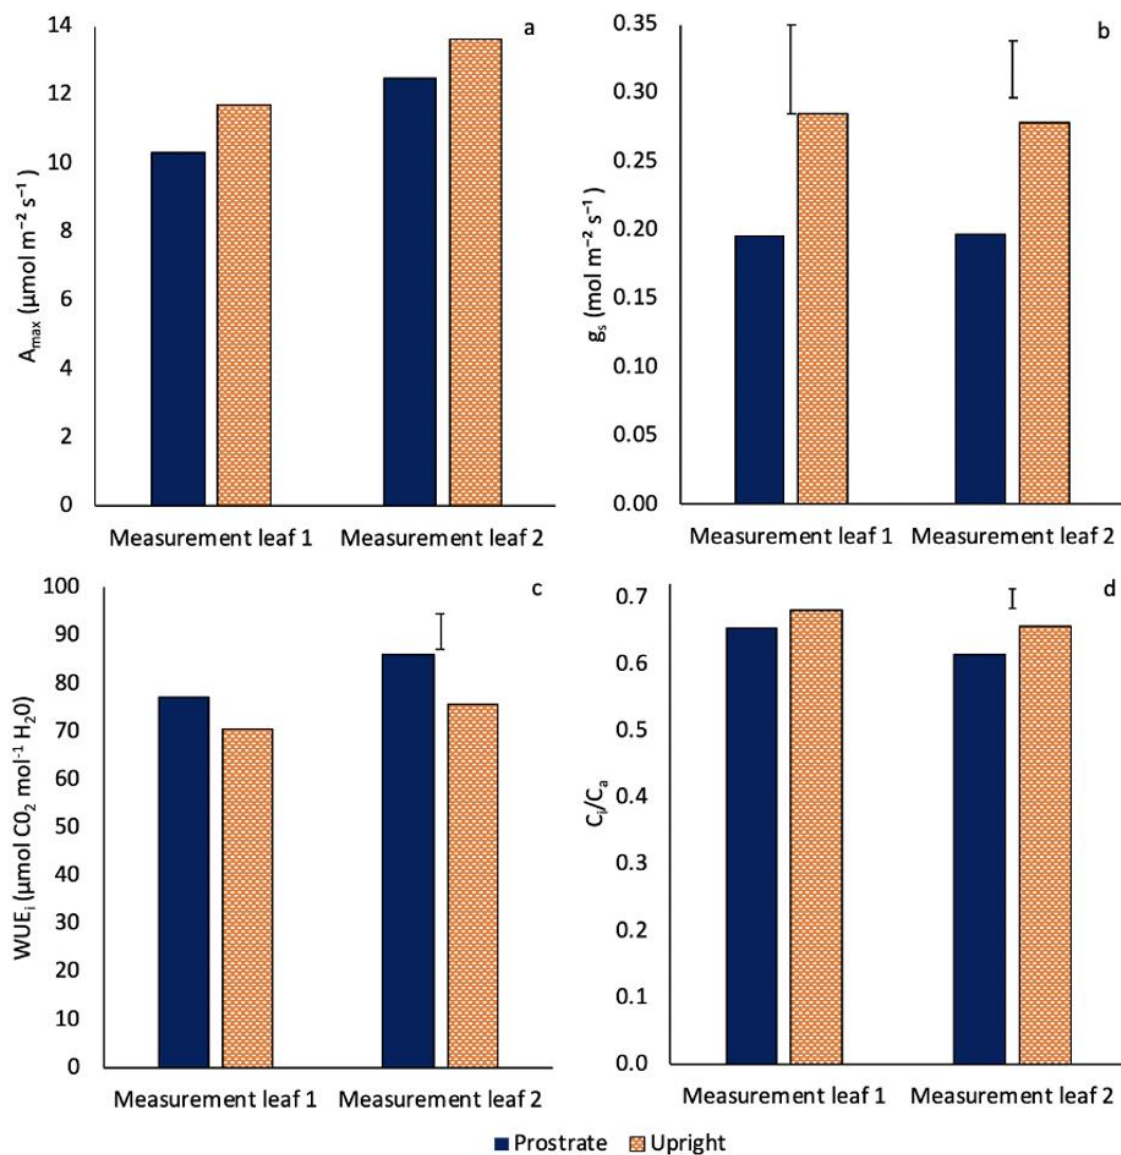 a
14
12
10
8
6
4
2
0
Amax (µmol m⁻² s⁻¹)
Measurement leaf 1 Measurement leaf 2
b
0.35
0.30
0.25
0.20
0.15
0.10
0.05
0.00
gs (mol m⁻² s⁻¹)
Measurement leaf 1 Measurement leaf 2
c
100
90
80
70
60
50
40
30
20
10
0
WUEi (µmol C0₂ mol⁻¹ H₂0)
Measurement leaf 1 Measurement leaf 2
d
0.7
0.6
0.5
0.4
0.3
0.2
0.1
0.0
Ci/Ca
Measurement leaf 1 Measurement leaf 2
Prostrate Upright